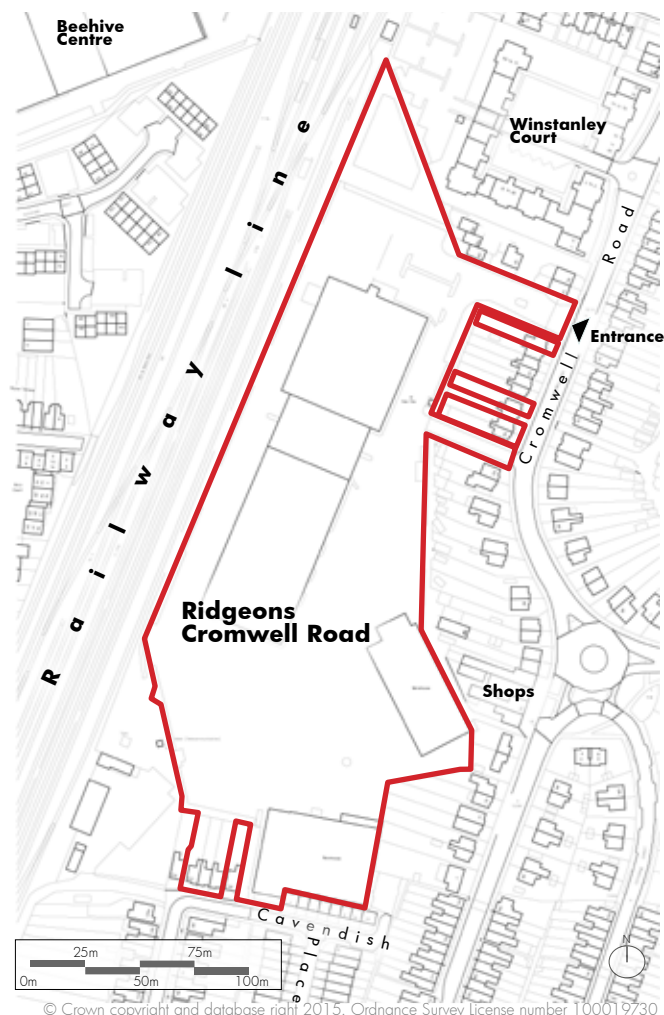 Beehive
Centre
Winstanley
Court
Railway line
Road
Entrance
Cromwell
Ridgeons
Cromwell Road
Shops
Cavendish
Place
N
25m 75m
0m 50m 100m
© Crown copyright and database right 2015. Ordnance Survey License number 100019730